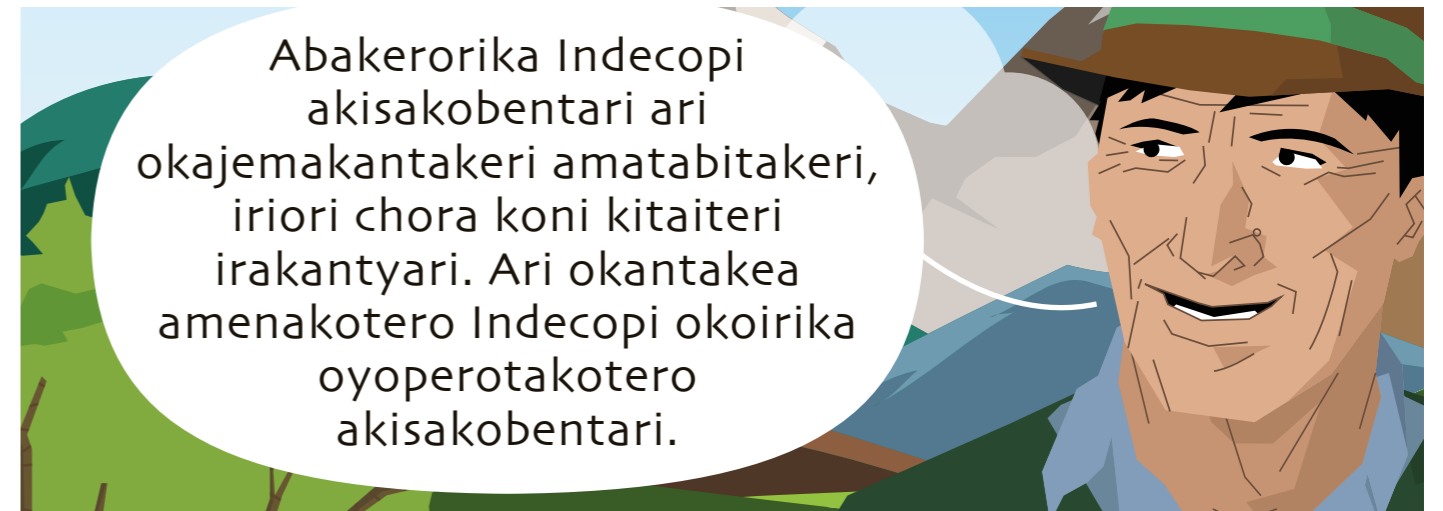 Abakerorika Indecopi
akisakobentari ari
okajemakantakeri amatabitakeri,
iriori chora koni kitaiteri
irakantyari. Ari okantakea
amenakotero Indecopi okoirika
oyoperotakotero
akisakobentari.